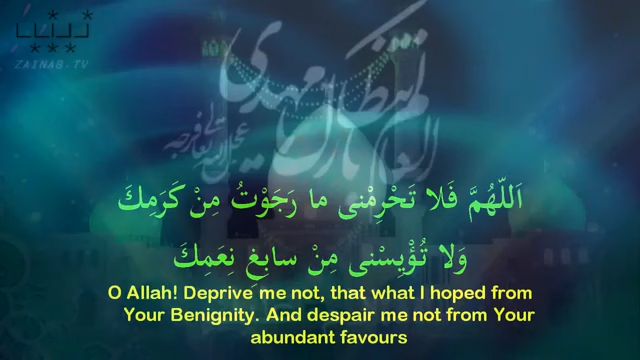 ZAINAB.TV
اَللّهُمَّ فَلا تَحْرِمْنى ما رَجَوْتُ مِنْ كَرَمِكَ
وَلا تُؤْيِسْنى مِنْ سابِغِ نِعَمِكَ
O Allah! Deprive me not, that what I hoped from
Your Benignity. And despair me not from Your
abundant favours